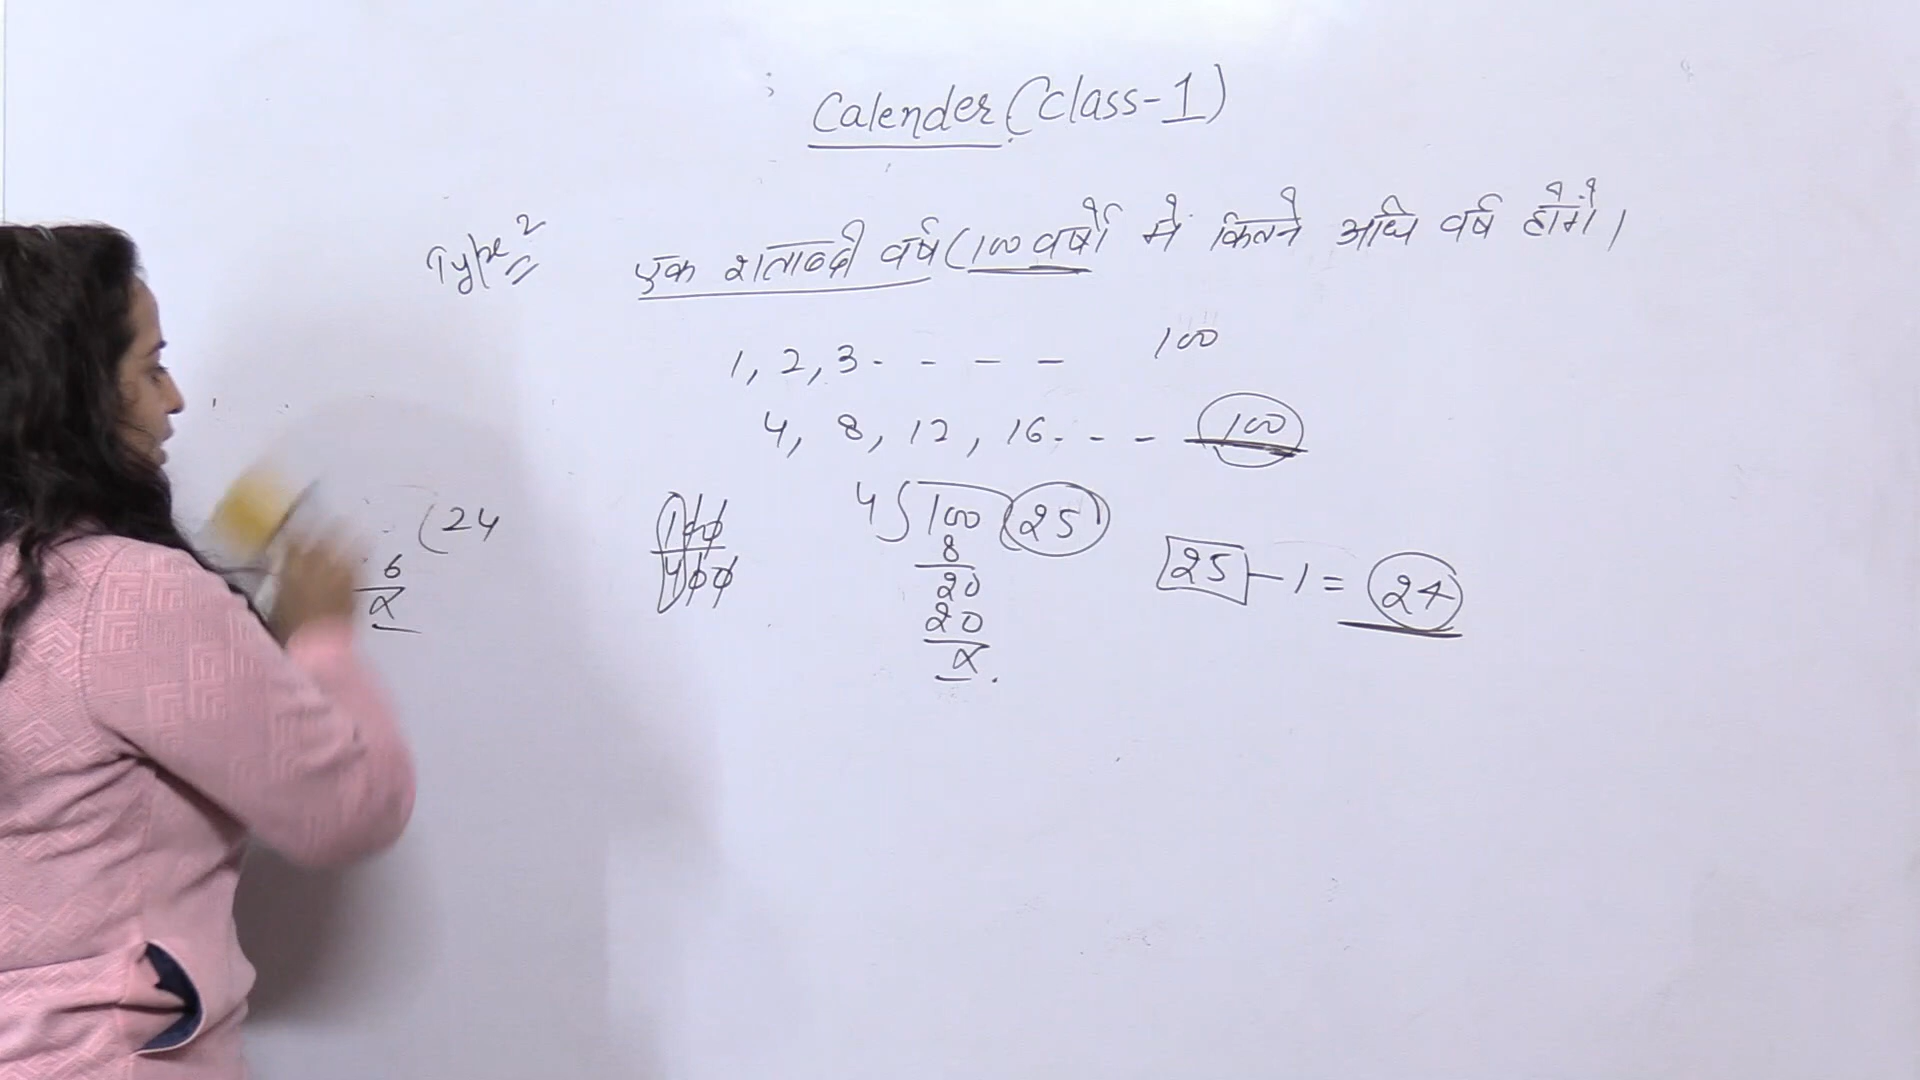 Calender (Class-1)
Type 2 एक शताब्दी वर्ष (100 वर्षो में कितने अधि वर्ष होंगे।
1, 2, 3 - - - - 100
4, 8, 12, 16 - - - 100
(24
6
100
400
4) 100 (25
8
20
20
25 - 1 = 24